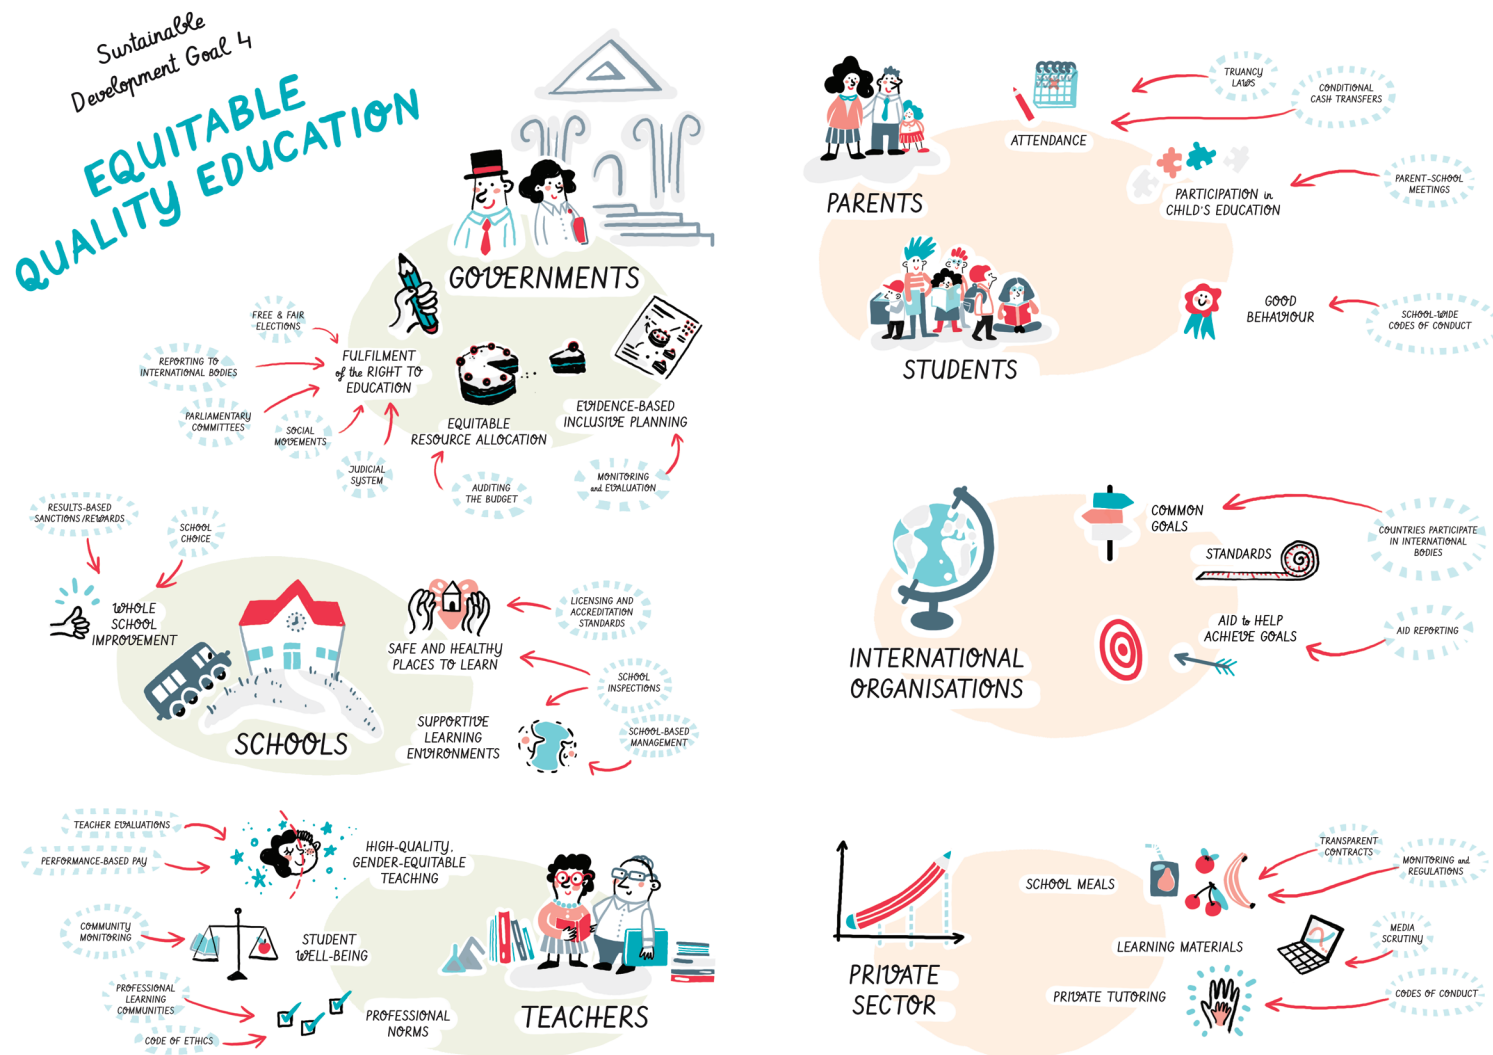 Sustainable
Development Goal 4
EQUITABLE
QUALITY EDUCATION
GOVERNMENTS
FREE & FAIR
ELECTIONS
REPORTING TO
INTERNATIONAL BODIES
PARLIAMENTARY
COMMITTEES
SOCIAL
MOVEMENTS
JUDICIAL
SYSTEM
FULFILMENT
of the RIGHT TO
EDUCATION
EQUITABLE
RESOURCE ALLOCATION
AUDITING
THE BUDGET
EVIDENCE-BASED
INCLUSIVE PLANNING
MONITORING
and EVALUATION
RESULTS-BASED
SANCTIONS/REWARDS
SCHOOL
CHOICE
WHOLE
SCHOOL
IMPROVEMENT
SCHOOLS
SAFE AND HEALTHY
PLACES TO LEARN
LICENSING AND
ACCREDITATION
STANDARDS
SCHOOL
INSPECTIONS
SUPPORTIVE
LEARNING
ENVIRONMENTS
SCHOOL-BASED
MANAGEMENT
TEACHER EVALUATIONS
PERFORMANCE-BASED PAY
HIGH-QUALITY,
GENDER-EQUITABLE
TEACHING
COMMUNITY
MONITORING
STUDENT
WELL-BEING
PROFESSIONAL
LEARNING
COMMUNITIES
CODE OF ETHICS
PROFESSIONAL
NORMS
TEACHERS
PARENTS
ATTENDANCE
TRUANCY
LAWS
CONDITIONAL
CASH TRANSFERS
PARTICIPATION in
CHILD'S EDUCATION
PARENT-SCHOOL
MEETINGS
STUDENTS
GOOD
BEHAVIOUR
SCHOOL-WIDE
CODES OF CONDUCT
INTERNATIONAL
ORGANISATIONS
COMMON
GOALS
STANDARDS
COUNTRIES PARTICIPATE
IN INTERNATIONAL
BODIES
AID to HELP
ACHIEVE GOALS
AID REPORTING
PRIVATE
SECTOR
SCHOOL MEALS
TRANSPARENT
CONTRACTS
MONITORING and
REGULATIONS
LEARNING MATERIALS
MEDIA
SCRUTINY
PRIVATE TUTORING
CODES OF CONDUCT